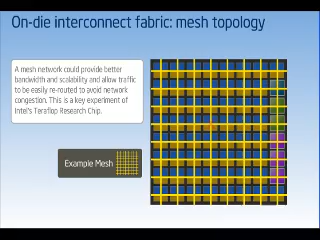 On-die interconnect fabric: mesh topology
A mesh network could provide better
bandwidth and scalability and allow traffic
to be easily re-routed to avoid network
congestion. This is a key experiment of
Intel's Teraflop Research Chip.
Example Mesh